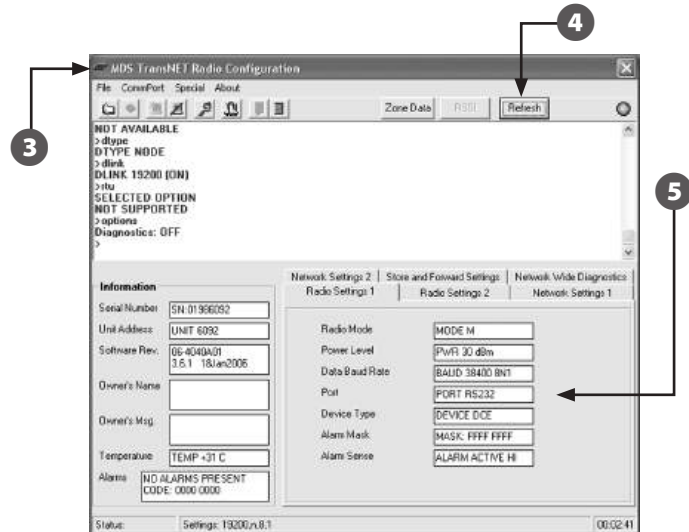 4
3
MDS TransNET Radio Configuration
File CommPort Special About
Zone Data RSSI Refresh
NOT AVAILABLE
>dtype
DTYPE NODE
>dlink
DLINK 19200 (ON)
>rtu
SELECTED OPTION
NOT SUPPORTED
>options
Diagnostics: OFF
>
5
Network Settings 2 Store and Forward Settings Network Wide Diagnostics
Radio Settings 1 Radio Settings 2 Network Settings 1
Information
Serial Number SN:01986092
Unit Address UNIT 6092
Software Rev. 06-4040A01
3.6.1 18/Jan/2006
Owner's Name
Owner's Msg.
Temperature TEMP +31 C
Alarms NO ALARMS PRESENT
CODE: 0000 0000
Radio Mode MODE M
Power Level PWR 30 dBm
Data Baud Rate BAUD 38400 8N1
Port PORT RS232
Device Type DEVICE DCE
Alarm Mask MASK: FFFF FFFF
Alarm Sense ALARM ACTIVE HI
Status: Settings: 19200,n,8,1 00:02:41